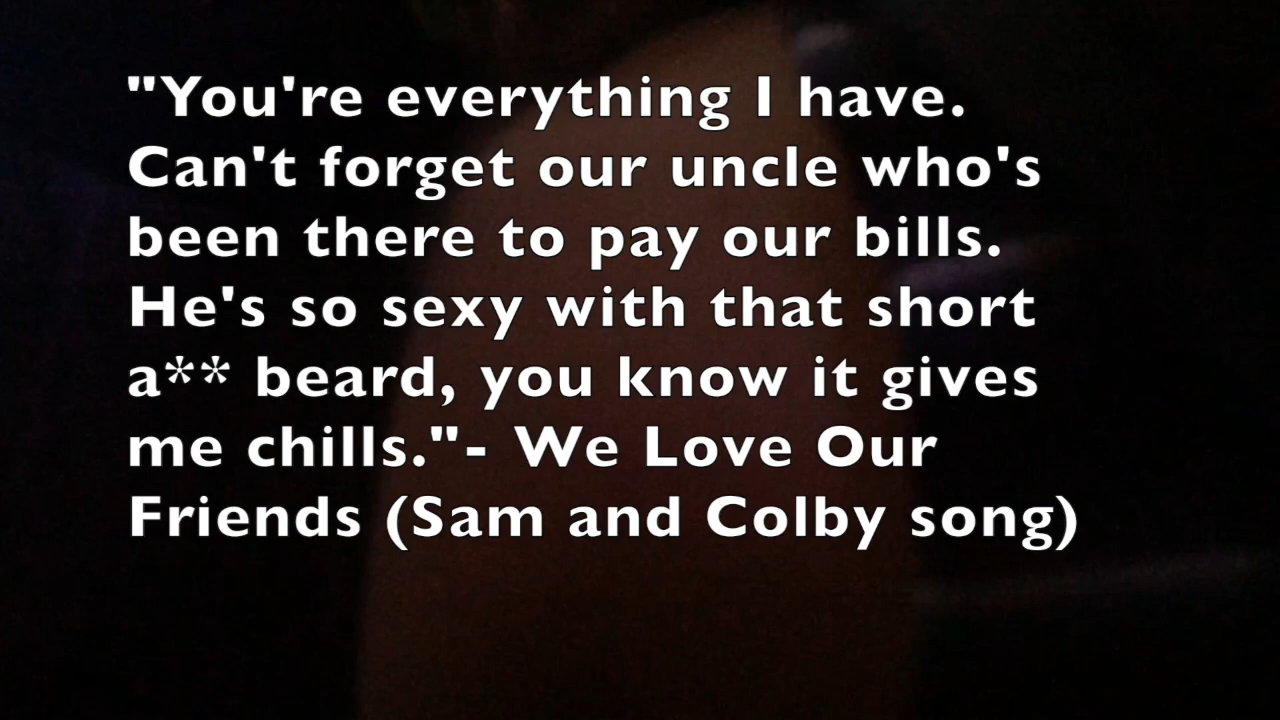 "You're everything I have.
Can't forget our uncle who's
been there to pay our bills.
He's so sexy with that short
a** beard, you know it gives
me chills."- We Love Our
Friends (Sam and Colby song)